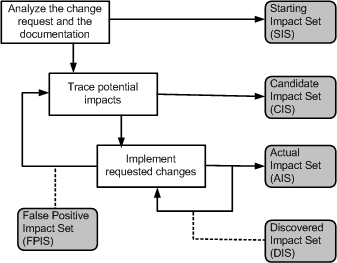 Analyze the change
request and the
documentation
Starting
Impact Set
(SIS)
Trace potential
impacts
Candidate
Impact Set
(CIS)
Implement
requested changes
Actual
Impact Set
(AIS)
False Positive
Impact Set
(FPIS)
Discovered
Impact Set
(DIS)